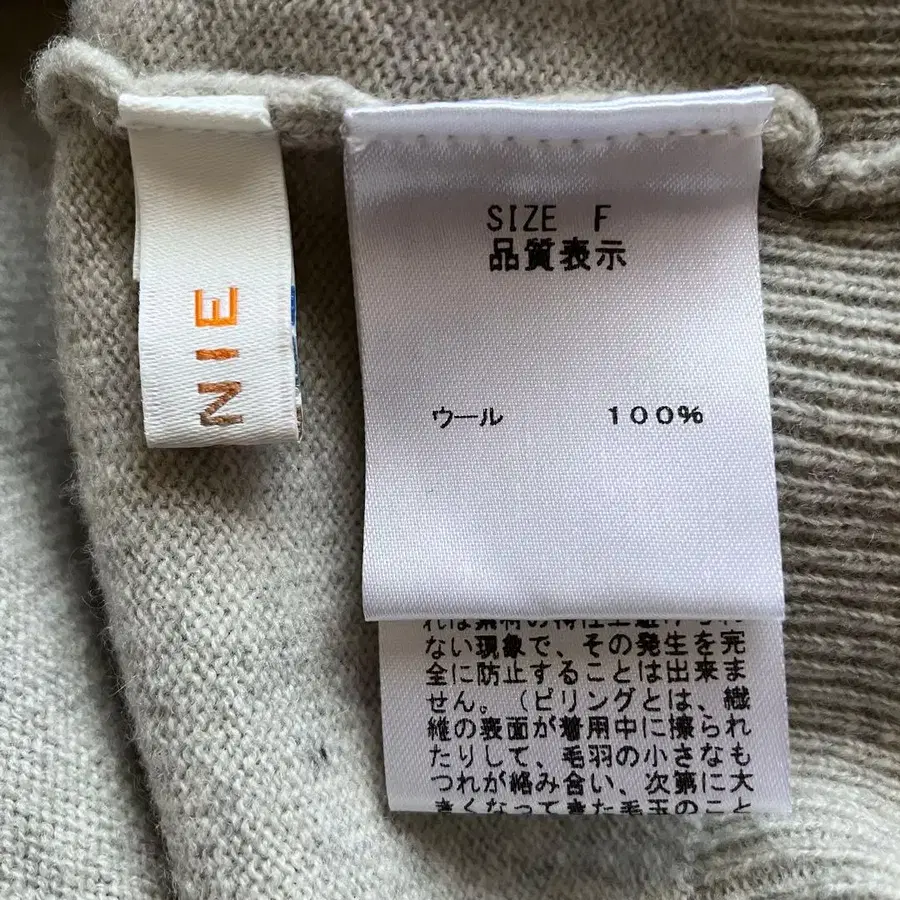 NIE
SIZE F
品質表示
ウール 100%
れは素材の特性上避けられ
ない現象で、その発生を完
全に防止することは出来ま
せん。(ピリングとは、繊
維の表面が着用中に擦られ
たりして、毛羽の小さなも
つれが絡み合い、次第に大
きくなってきた毛玉のこと